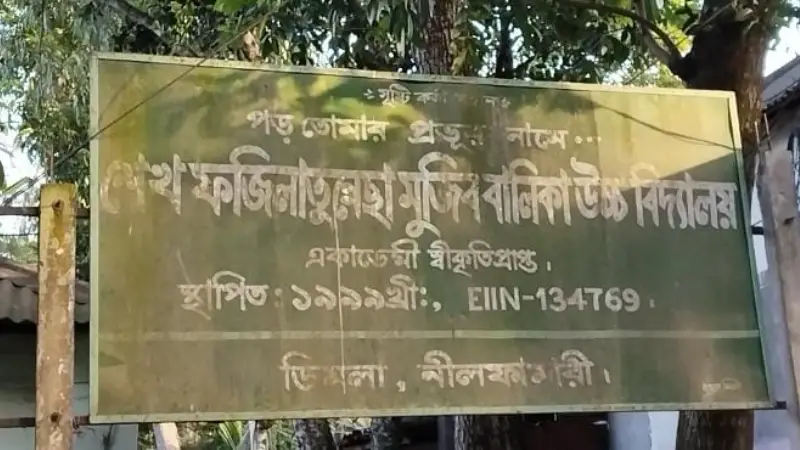 পড় তোমার প্রভূর নামে...
শেখ ফজিলাতুন্নেছা মুজিব বালিকা উচ্চ বিদ্যালয়
একাডেমী স্বীকৃতিপ্রাপ্ত।
স্থাপিত: ১৯৯৯খ্রী:, EIIN-134769.
ডিমলা, নীলফামারী।